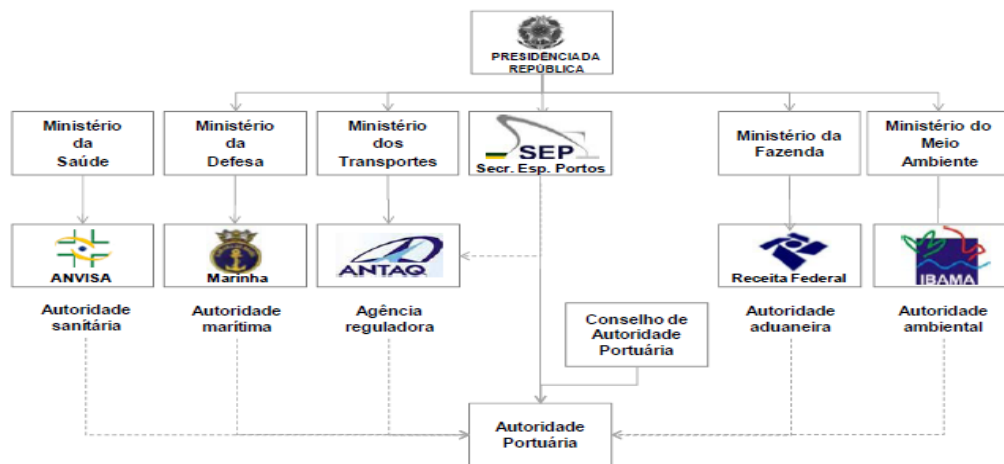 PRESIDÊNCIA DA
REPÚBLICA
Ministério
da
Saúde
Ministério
da
Defesa
Ministério
dos
Transportes
SEP
Secr. Esp. Portos
Ministério da
Fazenda
Ministério do
Meio
Ambiente
ANVISA
Marinha
ANTAQ
Receita Federal
IBAMA
Autoridade
sanitária
Autoridade
marítima
Agência
reguladora
Conselho de
Autoridade
Portuária
Autoridade
aduaneira
Autoridade
ambiental
Autoridade
Portuária